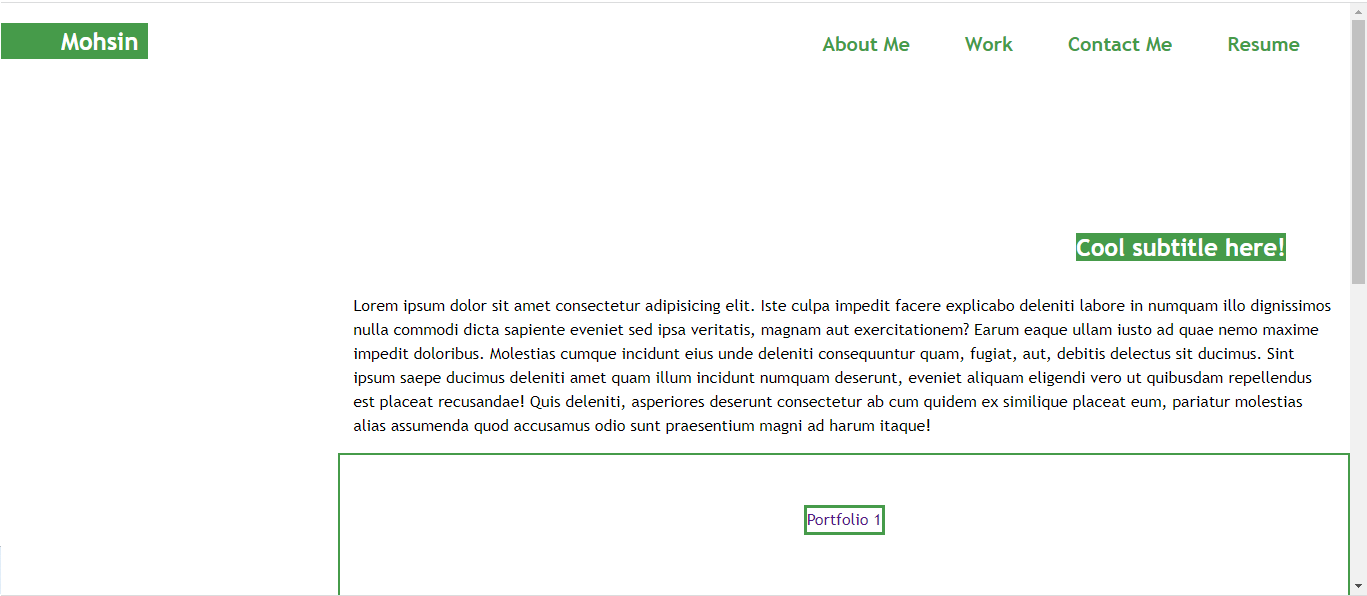 Mohsin
About Me Work Contact Me Resume
Cool subtitle here!
Lorem ipsum dolor sit amet consectetur adipisicing elit. Iste culpa impedit facere explicabo deleniti labore in numquam illo dignissimos
nulla commodi dicta sapiente eveniet sed ipsa veritatis, magnam aut exercitationem? Earum eaque ullam iusto ad quae nemo maxime
impedit doloribus. Molestias cumque incidunt eius unde deleniti consequuntur quam, fugiat, aut, debitis delectus sit ducimus. Sint
ipsum saepe ducimus deleniti amet quam illum incidunt numquam deserunt, eveniet aliquam eligendi vero ut quibusdam repellendus
est placeat recusandae! Quis deleniti, asperiores deserunt consectetur ab cum quidem ex similique placeat eum, pariatur molestias
alias assumenda quod accusamus odio sunt praesentium magni ad harum itaque!
Portfolio 1